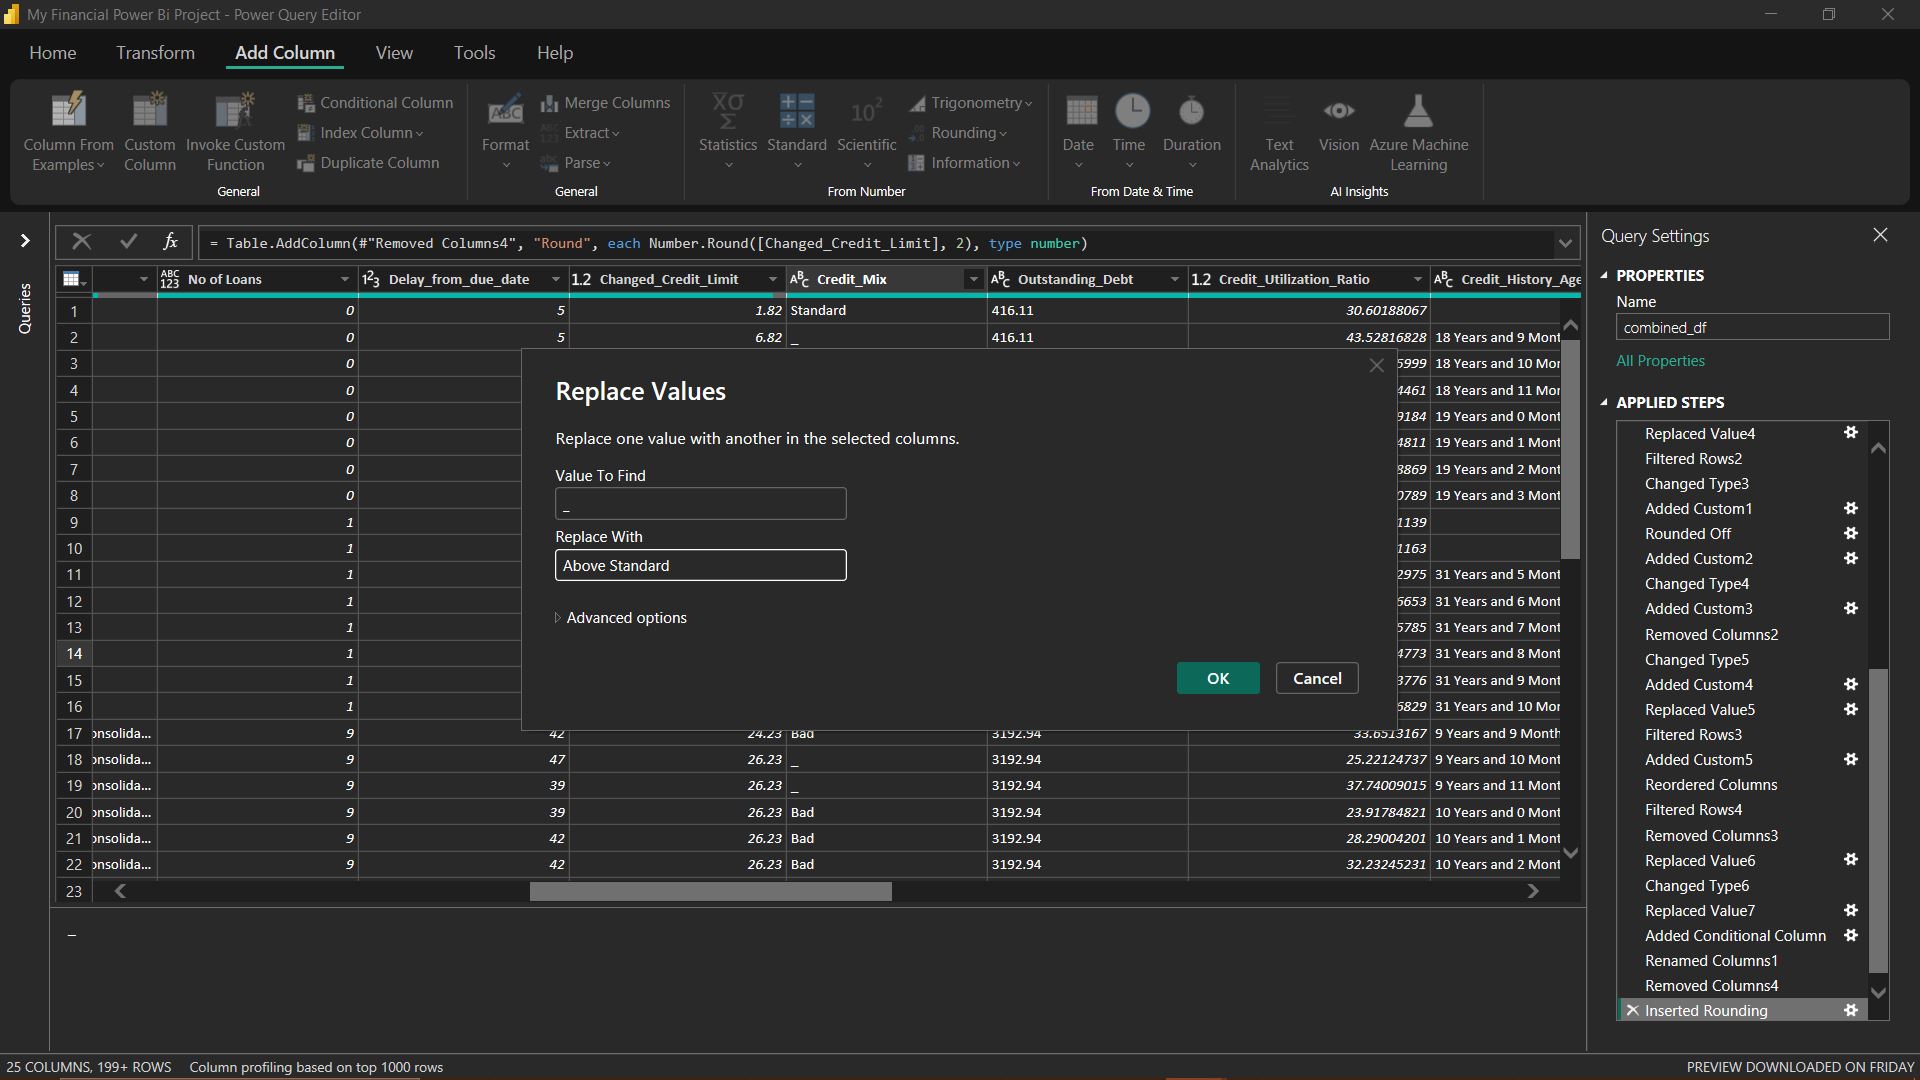 My Financial Power Bi Project - Power Query Editor
Home Transform Add Column View Tools Help
Column From Examples
Custom Column
Invoke Custom Function
Conditional Column
Index Column
Duplicate Column
General
Format
Merge Columns
Extract
Parse
General
Statistics
Standard
Scientific
Trigonometry
Rounding
Information
From Number
Date
Time
Duration
From Date & Time
Text Analytics
Vision
Azure Machine Learning
AI Insights
Queries
fx = Table.AddColumn(#"Removed Columns4", "Round", each Number.Round([Changed_Credit_Limit], 2), type number)
ABC 123 No of Loans 1²3 Delay_from_due_date 1.2 Changed_Credit_Limit ABC Credit_Mix ABC Outstanding_Debt 1.2 Credit_Utilization_Ratio ABC Credit_History_Age
1 0 5 1.82 Standard 416.11 30.60188067
2 0 5 6.82 _ 416.11 43.52816828 18 Years and 9 Mont
3 0 5999 18 Years and 10 Mor
4 0 4461 18 Years and 11 Mor
5 0 9184 19 Years and 0 Mont
6 0 4811 19 Years and 1 Mont
7 0 3869 19 Years and 2 Mont
8 0 0789 19 Years and 3 Mont
9 1 1139
10 1 1163
11 1 2975 31 Years and 5 Mont
12 1 6653 31 Years and 6 Mont
13 1 5785 31 Years and 7 Mont
14 1 4773 31 Years and 8 Mont
15 1 3776 31 Years and 9 Mont
16 1 6829 31 Years and 10 Mor
17 onsolida... 9 42 24.23 Bad 3192.94 33.6513167 9 Years and 9 Month
18 onsolida... 9 47 26.23 _ 3192.94 25.22124737 9 Years and 10 Mont
19 onsolida... 9 39 26.23 _ 3192.94 37.74009015 9 Years and 11 Mont
20 onsolida... 9 39 26.23 Bad 3192.94 23.91784821 10 Years and 0 Mont
21 onsolida... 9 42 26.23 Bad 3192.94 28.29004201 10 Years and 1 Mont
22 onsolida... 9 42 26.23 Bad 3192.94 32.23245231 10 Years and 2 Mont
23
_
Replace Values
Replace one value with another in the selected columns.
Value To Find
_
Replace With
Above Standard
Advanced options
OK Cancel
Query Settings
PROPERTIES
Name
combined_df
All Properties
APPLIED STEPS
Replaced Value4
Filtered Rows2
Changed Type3
Added Custom1
Rounded Off
Added Custom2
Changed Type4
Added Custom3
Removed Columns2
Changed Type5
Added Custom4
Replaced Value5
Filtered Rows3
Added Custom5
Reordered Columns
Filtered Rows4
Removed Columns3
Replaced Value6
Changed Type6
Replaced Value7
Added Conditional Column
Renamed Columns1
Removed Columns4
Inserted Rounding
25 COLUMNS, 199+ ROWS Column profiling based on top 1000 rows PREVIEW DOWNLOADED ON FRIDAY